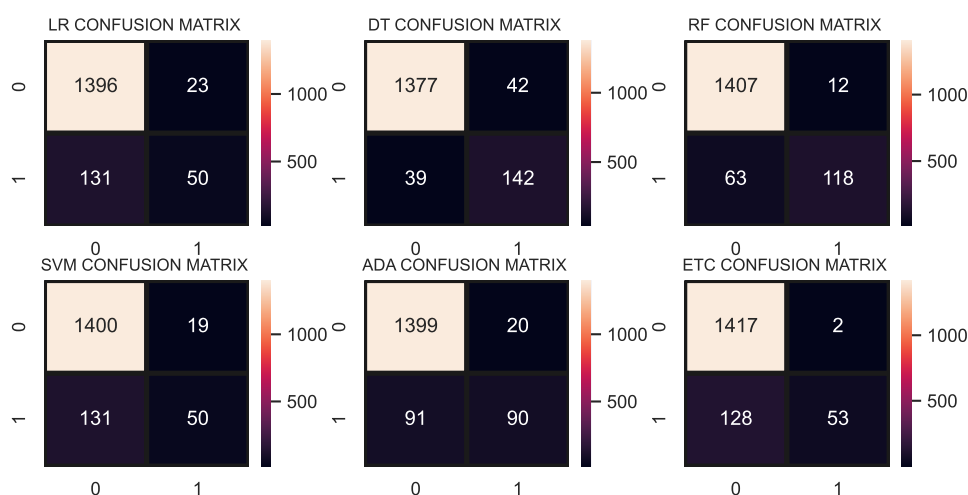 LR CONFUSION MATRIX
0 1396 23 1000
1 131 50 500
0 1
DT CONFUSION MATRIX
0 1377 42 1000
1 39 142 500
0 1
RF CONFUSION MATRIX
0 1407 12 1000
1 63 118 500
0 1
SVM CONFUSION MATRIX
0 1400 19 1000
1 131 50 500
0 1
ADA CONFUSION MATRIX
0 1399 20 1000
1 91 90 500
0 1
ETC CONFUSION MATRIX
0 1417 2 1000
1 128 53 500
0 1